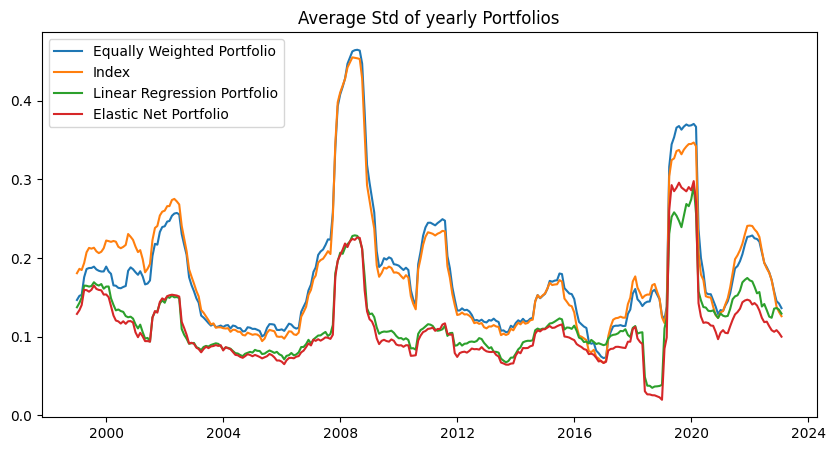 Average Std of yearly Portfolios
Equally Weighted Portfolio
Index
Linear Regression Portfolio
Elastic Net Portfolio
0.4
0.3
0.2
0.1
0.0
2000 2004 2008 2012 2016 2020 2024